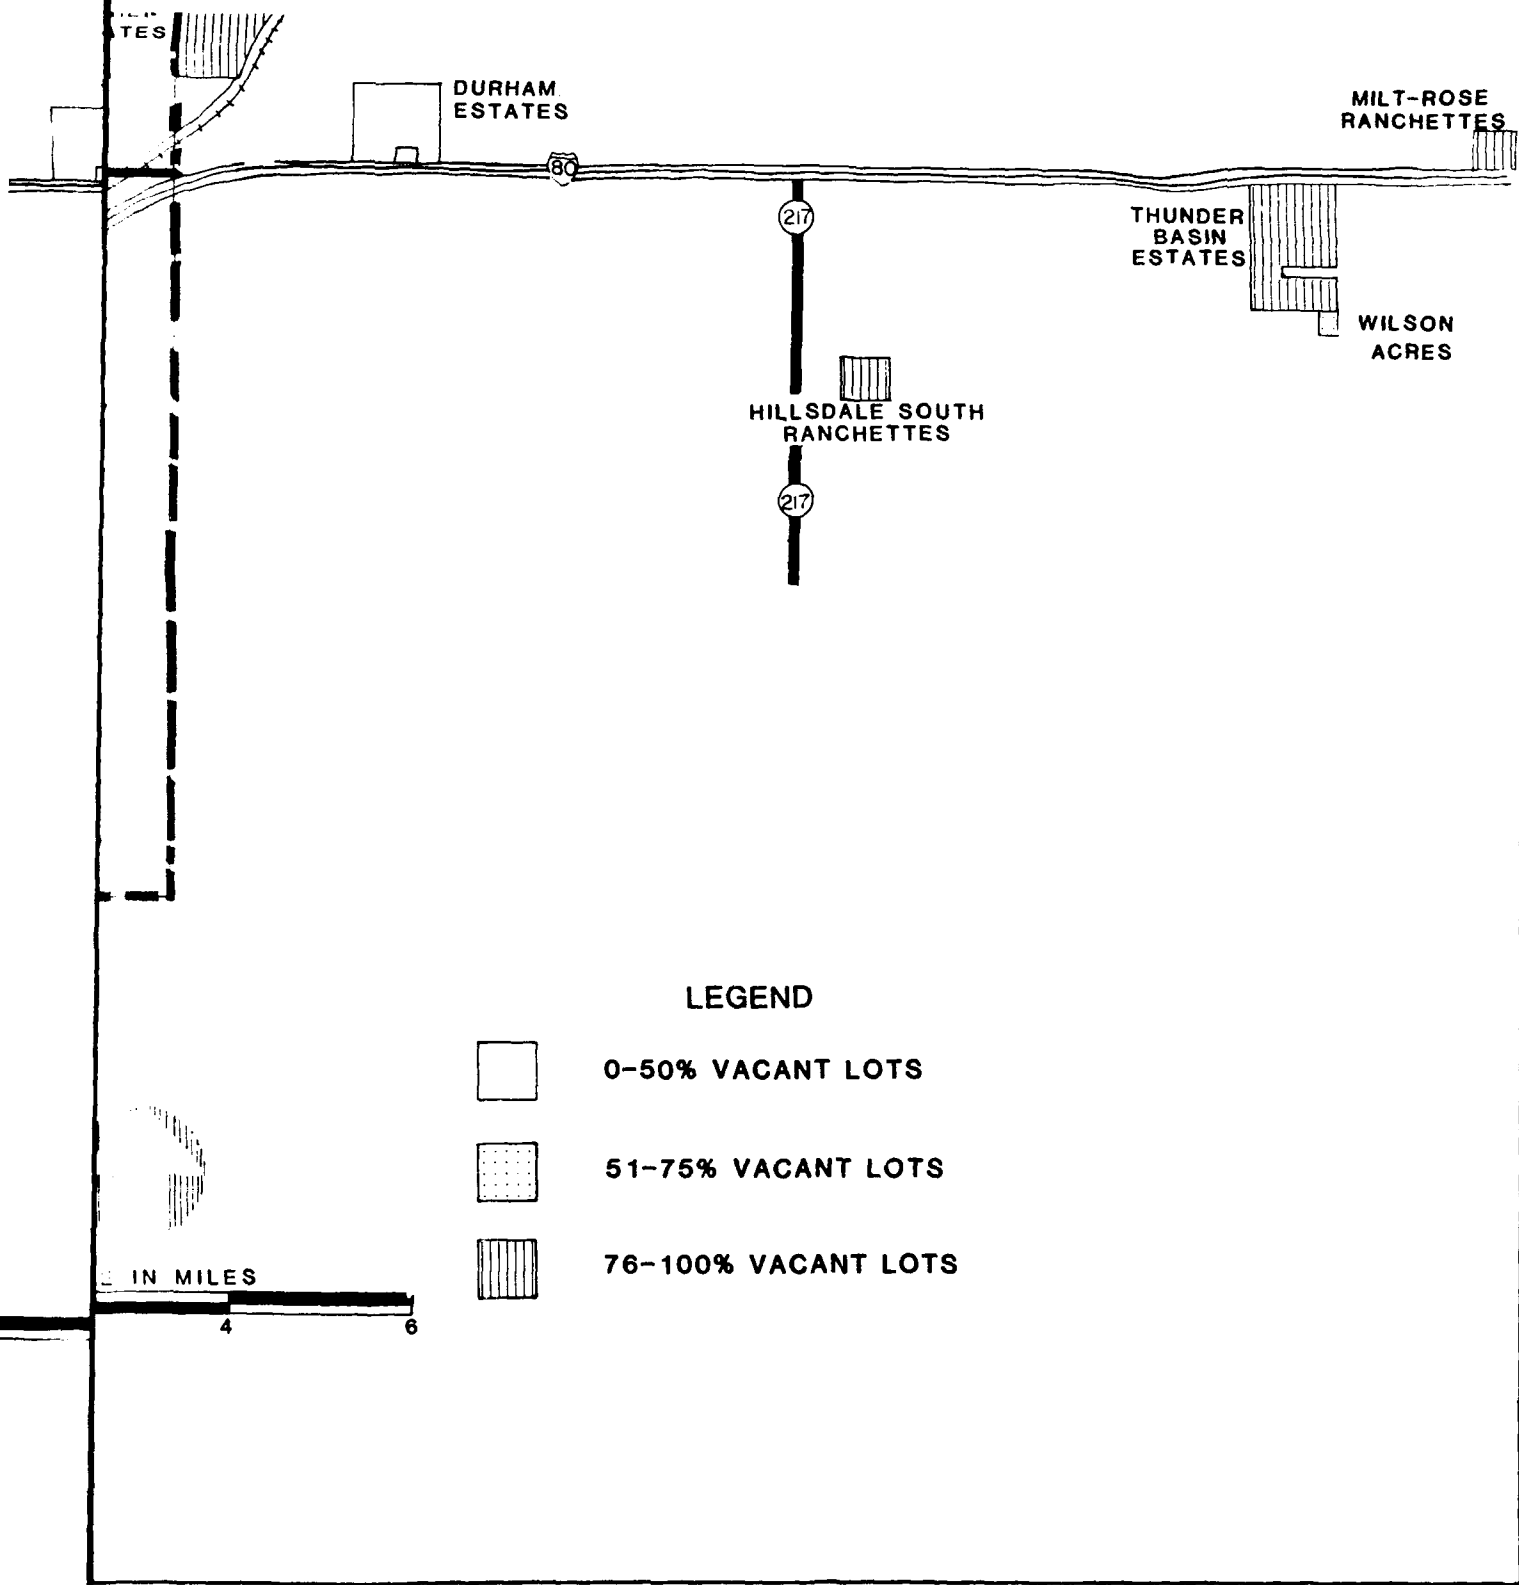 TES
DURHAM
ESTATES
MILT-ROSE
RANCHETTES
80
217
THUNDER
BASIN
ESTATES
WILSON
ACRES
HILLSDALE SOUTH
RANCHETTES
217
LEGEND
0-50% VACANT LOTS
51-75% VACANT LOTS
76-100% VACANT LOTS
IN MILES
4 6